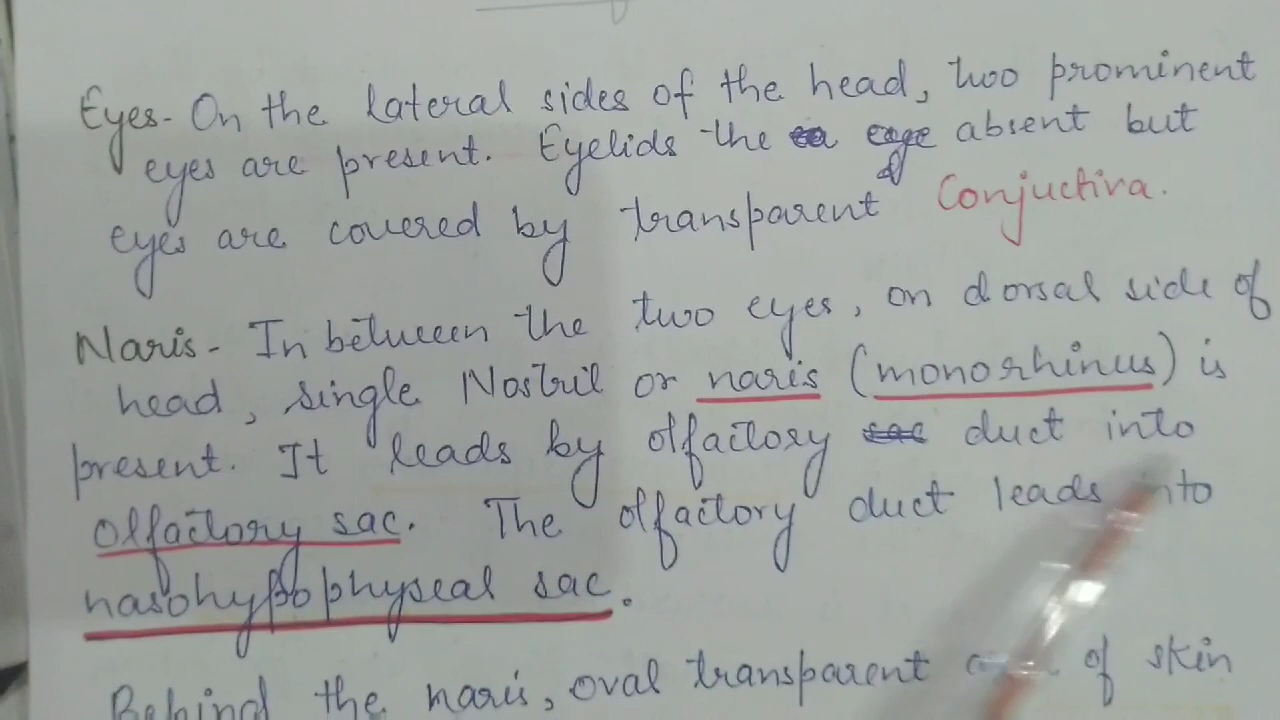 Eyes- On the lateral sides of the head, two prominent
eyes are present. Eyelids the absent but
eyes are covered by transparent Conjuctiva.
Naris- In between the two eyes, on dorsal side of
head, single Nostril or naris (monorhinus) is
present. It leads by olfactory sac duct into
olfactory sac. The olfactory duct leads into
nasohypophyseal sac.
Behind the naris, oval transparent of skin